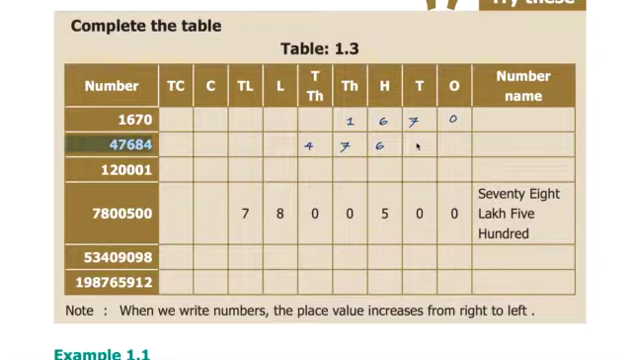 Try these
Complete the table
Table: 1.3
Number TC C TL L T Th Th H T O Number name
1670 1 6 7 0
47684 4 7 6
120001
7800500 7 8 0 0 5 0 0 Seventy Eight Lakh Five Hundred
53409098
198765912
Note : When we write numbers, the place value increases from right to left .
Example 1.1